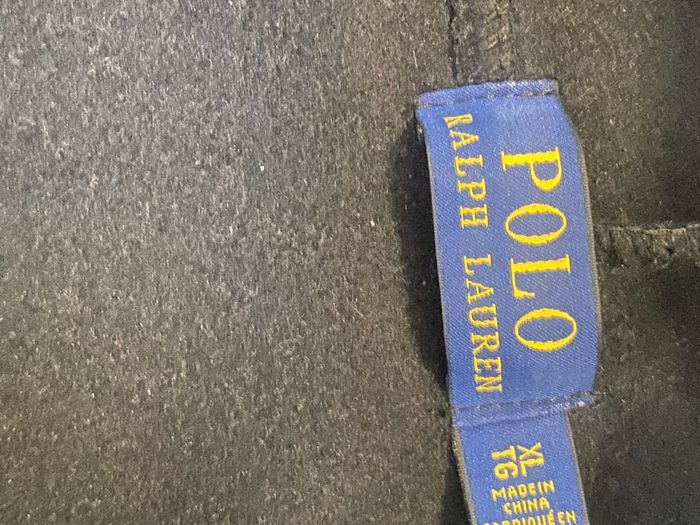 POLO
RALPH LAUREN
XL
TG
MADE IN
CHINA